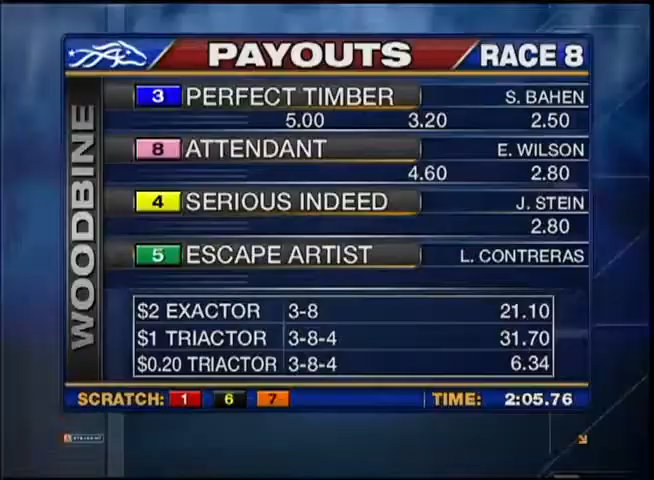 PAYOUTS RACE 8
WOODBINE
3 PERFECT TIMBER S. BAHEN
5.00 3.20 2.50
8 ATTENDANT E. WILSON
4.60 2.80
4 SERIOUS INDEED J. STEIN
2.80
5 ESCAPE ARTIST L. CONTRERAS
$2 EXACTOR 3-8 21.10
$1 TRIACTOR 3-8-4 31.70
$0.20 TRIACTOR 3-8-4 6.34
SCRATCH: 1 6 7 TIME: 2:05.76